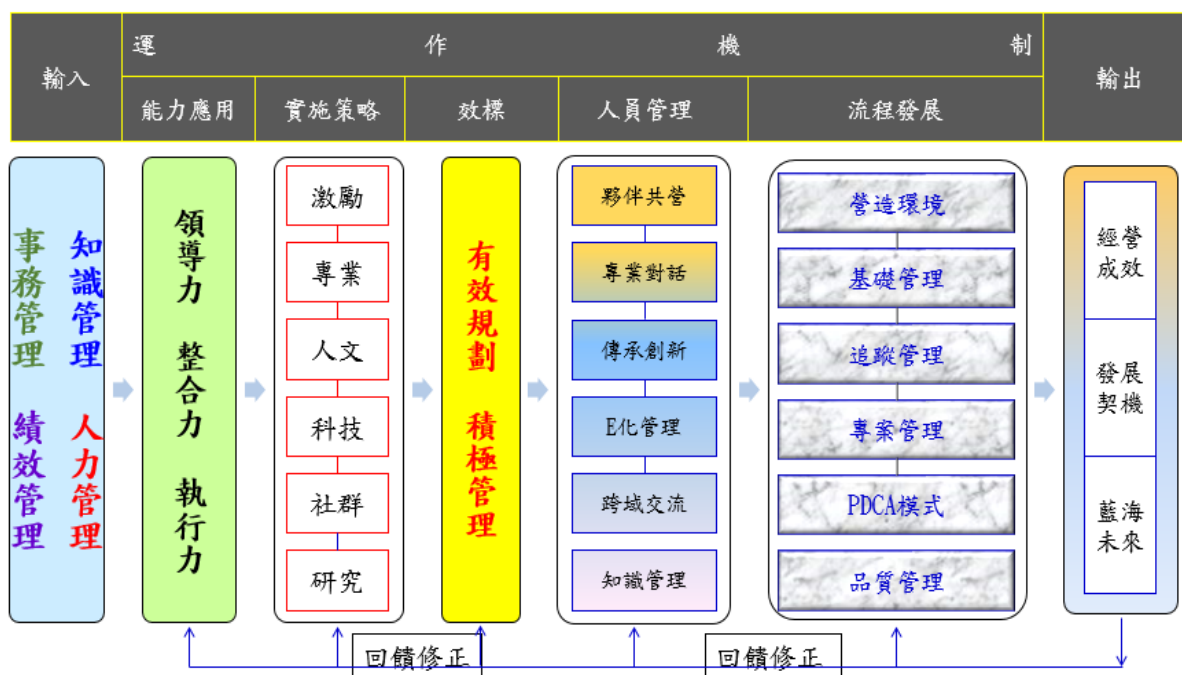 輸入
運作機制
輸出
能力應用
實施策略
效標
人員管理
流程發展
知識管理
事務管理
人力管理
績效管理
領導力
整合力
執行力
激勵
專業
人文
科技
社群
研究
有效規劃
積極管理
夥伴共營
專業對話
傳承創新
E化管理
跨域交流
知識管理
營造環境
基礎管理
追蹤管理
專案管理
PDCA模式
品質管理
經營
成效
發展
契機
藍海
未來
回饋修正
回饋修正